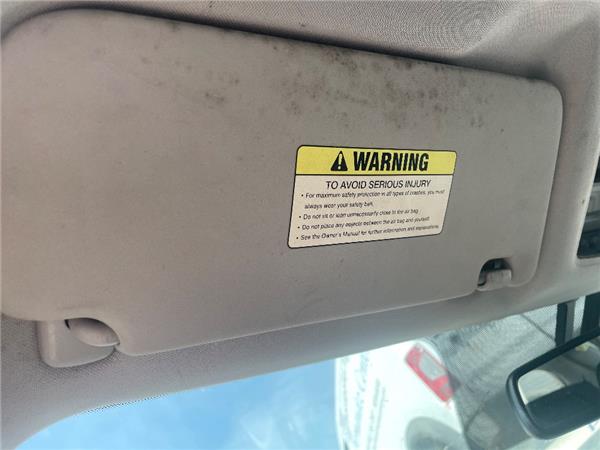 WARNING
TO AVOID SERIOUS INJURY
• For maximum safety protection in all types of crashes, you must
always wear your safety belt.
• Do not sit or lean unnecessarily close to the air bag.
• Do not place any objects between the air bag and yourself.
• See the Owner's Manual for further information and explanations.